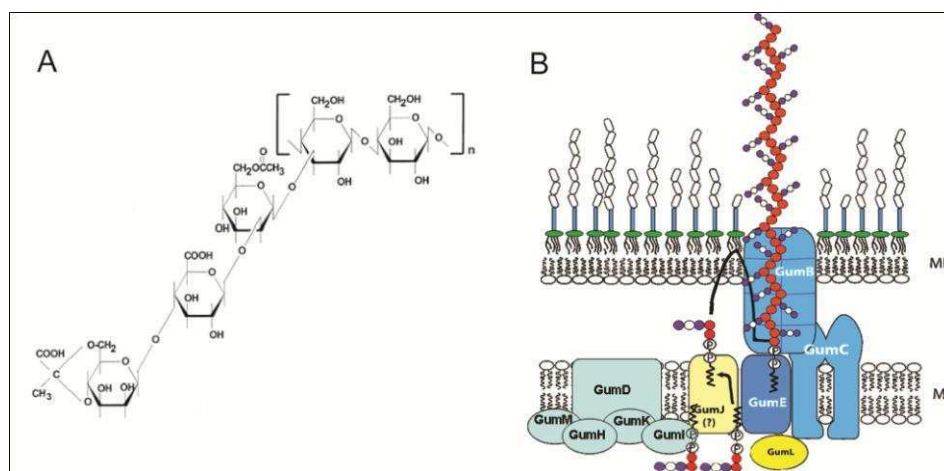 A
CH₂OH
CH₂OH
O
O
O
O
n
OH
OH
OH
OH
O
CH₂OCCH₃
O
OH
OH
O
O
COOH
O
OH
OH
O
O
COOH
O-CH₂
C
CH₃
O
O
OH
OH
B
GumB
GumC
P
P
P
P
GumD
GumM
GumK
GumH
GumI
GumJ
(?)
GumE
GumL
P
P
P
P